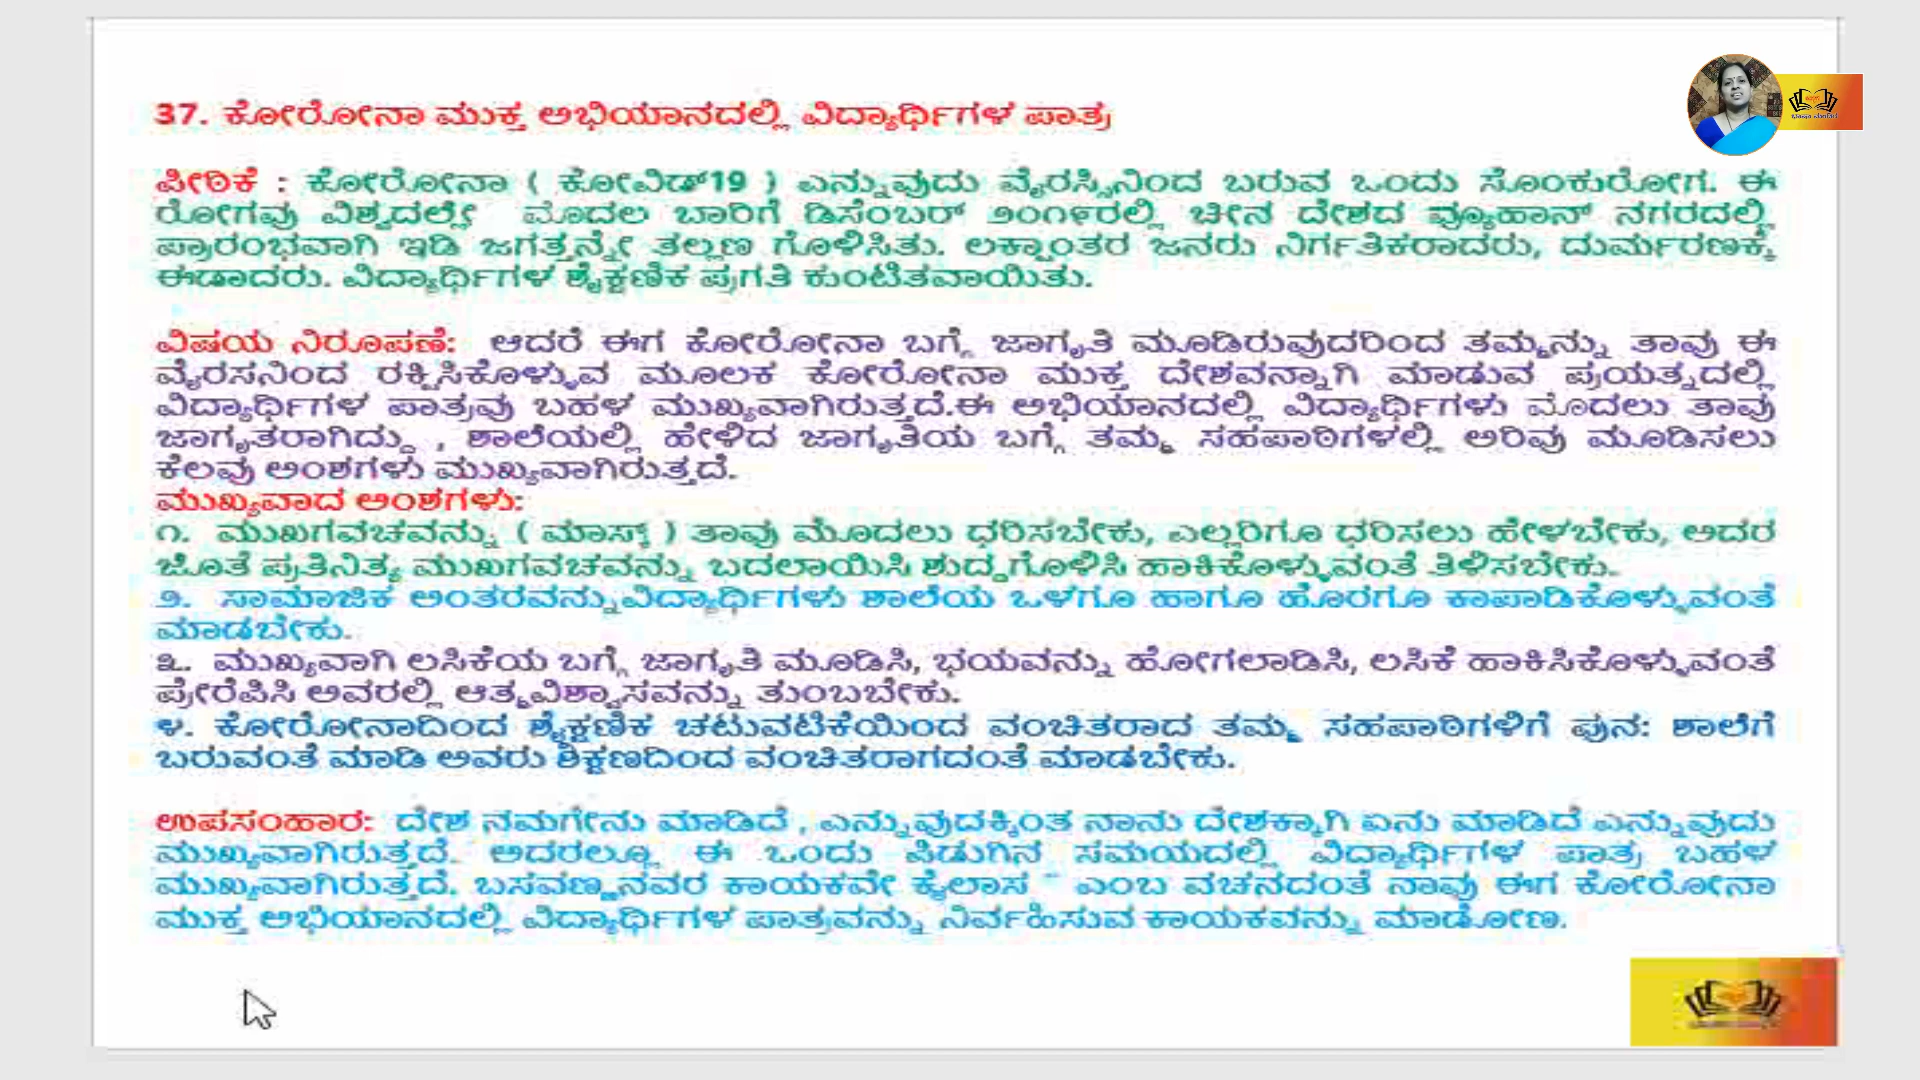 37. ಕೋರೋನಾ ಮುಕ್ತ ಅಭಿಯಾನದಲ್ಲಿ ವಿದ್ಯಾರ್ಥಿಗಳ ಪಾತ್ರ
ಪೀಠಿಕೆ : ಕೋರೋನಾ ( ಕೋವಿಡ್19 ) ಎನ್ನುವುದು ವೈರಸ್ಸಿನಿಂದ ಬರುವ ಒಂದು ಸೊಂಕುರೋಗ. ಈ
ರೋಗವು ವಿಶ್ವದಲ್ಲೇ ಮೊದಲ ಬಾರಿಗೆ ಡಿಸೆಂಬರ್ ೨೦೧೯ರಲ್ಲಿ ಚೀನ ದೇಶದ ವ್ಯೂಹಾನ್ ನಗರದಲ್ಲಿ
ಪ್ರಾರಂಭವಾಗಿ ಇಡಿ ಜಗತ್ತನ್ನೇ ತಲ್ಲಣ ಗೊಳಿಸಿತು. ಲಕ್ಷಾಂತರ ಜನರು ನಿರ್ಗತಿಕರಾದರು, ದುರ್ಮರಣಕ್ಕೆ
ಈಡಾದರು. ವಿದ್ಯಾರ್ಥಿಗಳ ಶೈಕ್ಷಣಿಕ ಪ್ರಗತಿ ಕುಂಟಿತವಾಯಿತು.
ವಿಷಯ ನಿರೂಪಣೆ: ಆದರೆ ಈಗ ಕೋರೋನಾ ಬಗ್ಗೆ ಜಾಗೃತಿ ಮೂಡಿರುವುದರಿಂದ ತಮ್ಮನ್ನು ತಾವು ಈ
ವೈರಸನಿಂದ ರಕ್ಷಿಸಿಕೊಳ್ಳುವ ಮೂಲಕ ಕೋರೋನಾ ಮುಕ್ತ ದೇಶವನ್ನಾಗಿ ಮಾಡುವ ಪ್ರಯತ್ನದಲ್ಲಿ
ವಿದ್ಯಾರ್ಥಿಗಳ ಪಾತ್ರವು ಬಹಳ ಮುಖ್ಯವಾಗಿರುತ್ತದೆ.ಈ ಅಭಿಯಾನದಲ್ಲಿ ವಿದ್ಯಾರ್ಥಿಗಳು ಮೊದಲು ತಾವು
ಜಾಗೃತರಾಗಿದ್ದು , ಶಾಲೆಯಲ್ಲಿ ಹೇಳಿದ ಜಾಗೃತಿಯ ಬಗ್ಗೆ ತಮ್ಮ ಸಹಪಾಠಿಗಳಲ್ಲಿ ಅರಿವು ಮೂಡಿಸಲು
ಕೆಲವು ಅಂಶಗಳು ಮುಖ್ಯವಾಗಿರುತ್ತದೆ.
ಮುಖ್ಯವಾದ ಅಂಶಗಳು:
೧. ಮುಖಗವಚವನ್ನು ( ಮಾಸ್ಕ್ ) ತಾವು ಮೊದಲು ಧರಿಸಬೇಕು, ಎಲ್ಲರಿಗೂ ಧರಿಸಲು ಹೇಳಬೇಕು, ಅದರ
ಜೊತೆ ಪ್ರತಿನಿತ್ಯ ಮುಖಗವಚವನ್ನು ಬದಲಾಯಿಸಿ ಶುದ್ಧಗೊಳಿಸಿ ಹಾಕಿಕೊಳ್ಳುವಂತೆ ತಿಳಿಸಬೇಕು.
೨. ಸಾಮಾಜಿಕ ಅಂತರವನ್ನುವಿದ್ಯಾರ್ಥಿಗಳು ಶಾಲೆಯ ಒಳಗೂ ಹಾಗೂ ಹೊರಗೂ ಕಾಪಾಡಿಕೊಳ್ಳುವಂತೆ
ಮಾಡಬೇಕು.
೩. ಮುಖ್ಯವಾಗಿ ಲಸಿಕೆಯ ಬಗ್ಗೆ ಜಾಗೃತಿ ಮೂಡಿಸಿ, ಭಯವನ್ನು ಹೋಗಲಾಡಿಸಿ, ಲಸಿಕೆ ಹಾಕಿಸಿಕೊಳ್ಳುವಂತೆ
ಪ್ರೇರೆಪಿಸಿ ಅವರಲ್ಲಿ ಆತ್ಮವಿಶ್ವಾಸವನ್ನು ತುಂಬಬೇಕು.
೪. ಕೋರೋನಾದಿಂದ ಶೈಕ್ಷಣಿಕ ಚಟುವಟಿಕೆಯಿಂದ ವಂಚಿತರಾದ ತಮ್ಮ ಸಹಪಾಠಿಗಳಿಗೆ ಪುನ: ಶಾಲೆಗೆ
ಬರುವಂತೆ ಮಾಡಿ ಅವರು ಶಿಕ್ಷಣದಿಂದ ವಂಚಿತರಾಗದಂತೆ ಮಾಡಬೇಕು.
ಉಪಸಂಹಾರ: ದೇಶ ನಮಗೇನು ಮಾಡಿದೆ , ಎನ್ನುವುದಕ್ಕಿಂತ ನಾನು ದೇಶಕ್ಕಾಗಿ ಏನು ಮಾಡಿದೆ ಎನ್ನುವುದು
ಮುಖ್ಯವಾಗಿರುತ್ತದೆ. ಅದರಲ್ಲೂ ಈ ಒಂದು ಪಿಡುಗಿನ ಸಮಯದಲ್ಲಿ ವಿದ್ಯಾರ್ಥಿಗಳ ಪಾತ್ರ ಬಹಳ
ಮುಖ್ಯವಾಗಿರುತ್ತದೆ. ಬಸವಣ್ಣನವರ ಕಾಯಕವೇ ಕೈಲಾಸ " ಎಂಬ ವಚನದಂತೆ ನಾವು ಈಗ ಕೋರೋನಾ
ಮುಕ್ತ ಅಭಿಯಾನದಲ್ಲಿ ವಿದ್ಯಾರ್ಥಿಗಳ ಪಾತ್ರವನ್ನು ನಿರ್ವಹಿಸುವ ಕಾಯಕವನ್ನು ಮಾಡೋಣ.